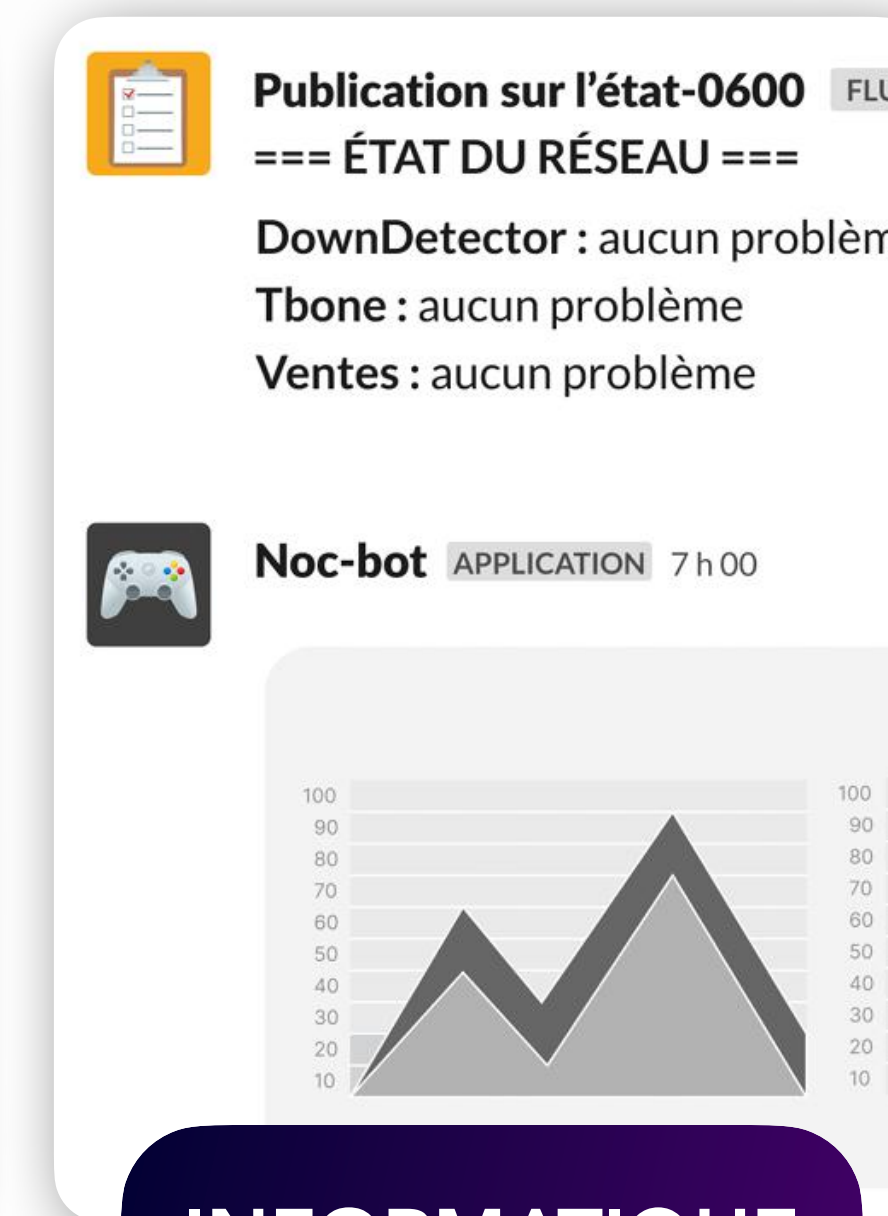 Publication sur l’état-0600
=== ÉTAT DU RÉSEAU ===
DownDetector : aucun
Tbone : aucun problème
Ventes : aucun problème
Noc-bot APPLICATION 7 h 00
100 100
90 90
80 80
70 70
60 60
50 50
40 40
30 30
20 20
10 10
INFORMATIQUE